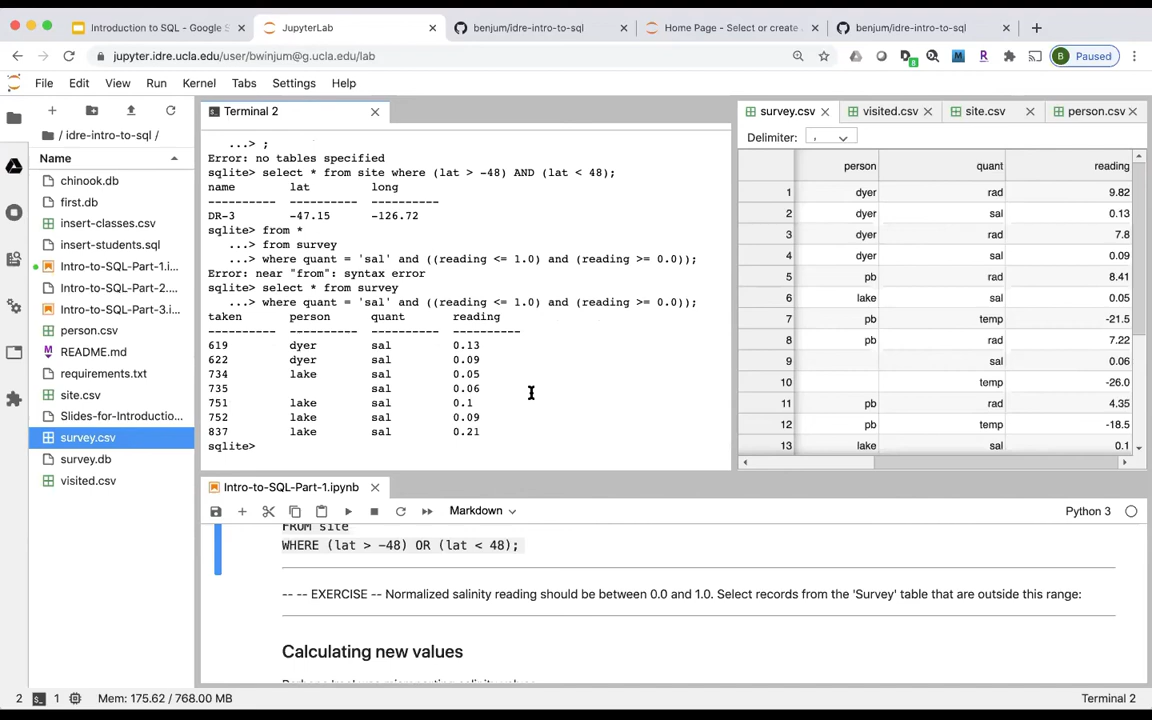 Introduction to SQL - Google S
JupyterLab
benjum/idre-intro-to-sql
Home Page - Select or create
benjum/idre-intro-to-sql
jupyter.idre.ucla.edu/user/bwinjum@g.ucla.edu/lab
8
M
R
B Paused
File Edit View Run Kernel Tabs Settings Help
/ idre-intro-to-sql /
Name
chinook.db
first.db
insert-classes.csv
insert-students.sql
Intro-to-SQL-Part-1.i...
Intro-to-SQL-Part-2....
Intro-to-SQL-Part-3.i...
person.csv
README.md
requirements.txt
site.csv
Slides-for-Introductio...
survey.csv
survey.db
visited.csv
Terminal 2
...> ;
Error: no tables specified
sqlite> select * from site where (lat > -48) AND (lat < 48);
name lat long
---------- ---------- ----------
DR-3 -47.15 -126.72
sqlite> from *
...> from survey
...> where quant = 'sal' and ((reading <= 1.0) and (reading >= 0.0));
Error: near "from": syntax error
sqlite> select * from survey
...> where quant = 'sal' and ((reading <= 1.0) and (reading >= 0.0));
taken person quant reading
---------- ---------- ---------- ----------
619 dyer sal 0.13
622 dyer sal 0.09
734 lake sal 0.05
735 sal 0.06
751 lake sal 0.1
752 lake sal 0.09
837 lake sal 0.21
sqlite>
survey.csv visited.csv site.csv person.csv
Delimiter: ,
person quant reading
1 dyer rad 9.82
2 dyer sal 0.13
3 dyer rad 7.8
4 dyer sal 0.09
5 pb rad 8.41
6 lake sal 0.05
7 pb temp -21.5
8 pb rad 7.22
9 sal 0.06
10 temp -26.0
11 pb rad 4.35
12 pb temp -18.5
13 lake sal 0.1
Intro-to-SQL-Part-1.ipynb
Markdown
Python 3
FROM site
WHERE (lat > -48) OR (lat < 48);
-- -- EXERCISE -- Normalized salinity reading should be between 0.0 and 1.0. Select records from the 'Survey' table that are outside this range:
Calculating new values
2 1 Mem: 175.62 / 768.00 MB
Terminal 2